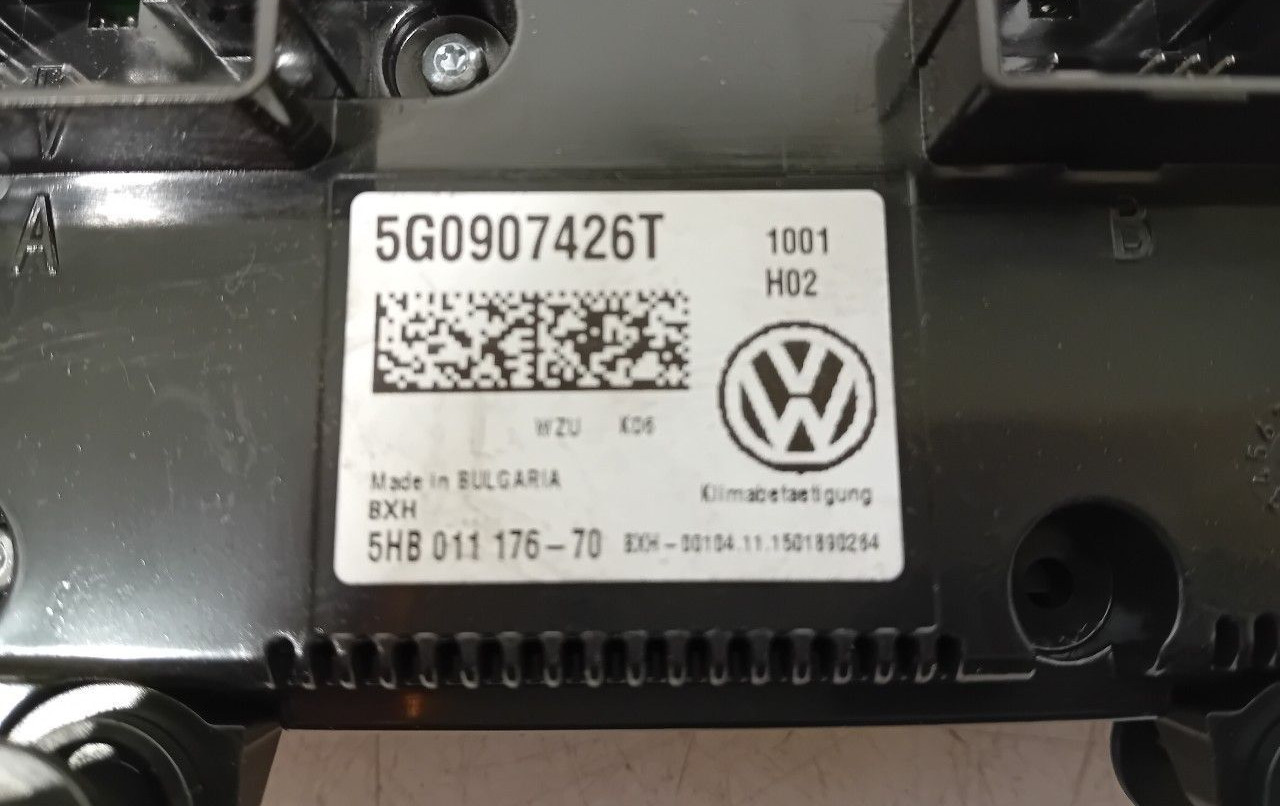 A
B
5G0907426T
1001
H02
WZU K06
Made in BULGARIA
BXH
Klimabetaetigung
5HB 011 176-70
BXH-00104.11.1501890264